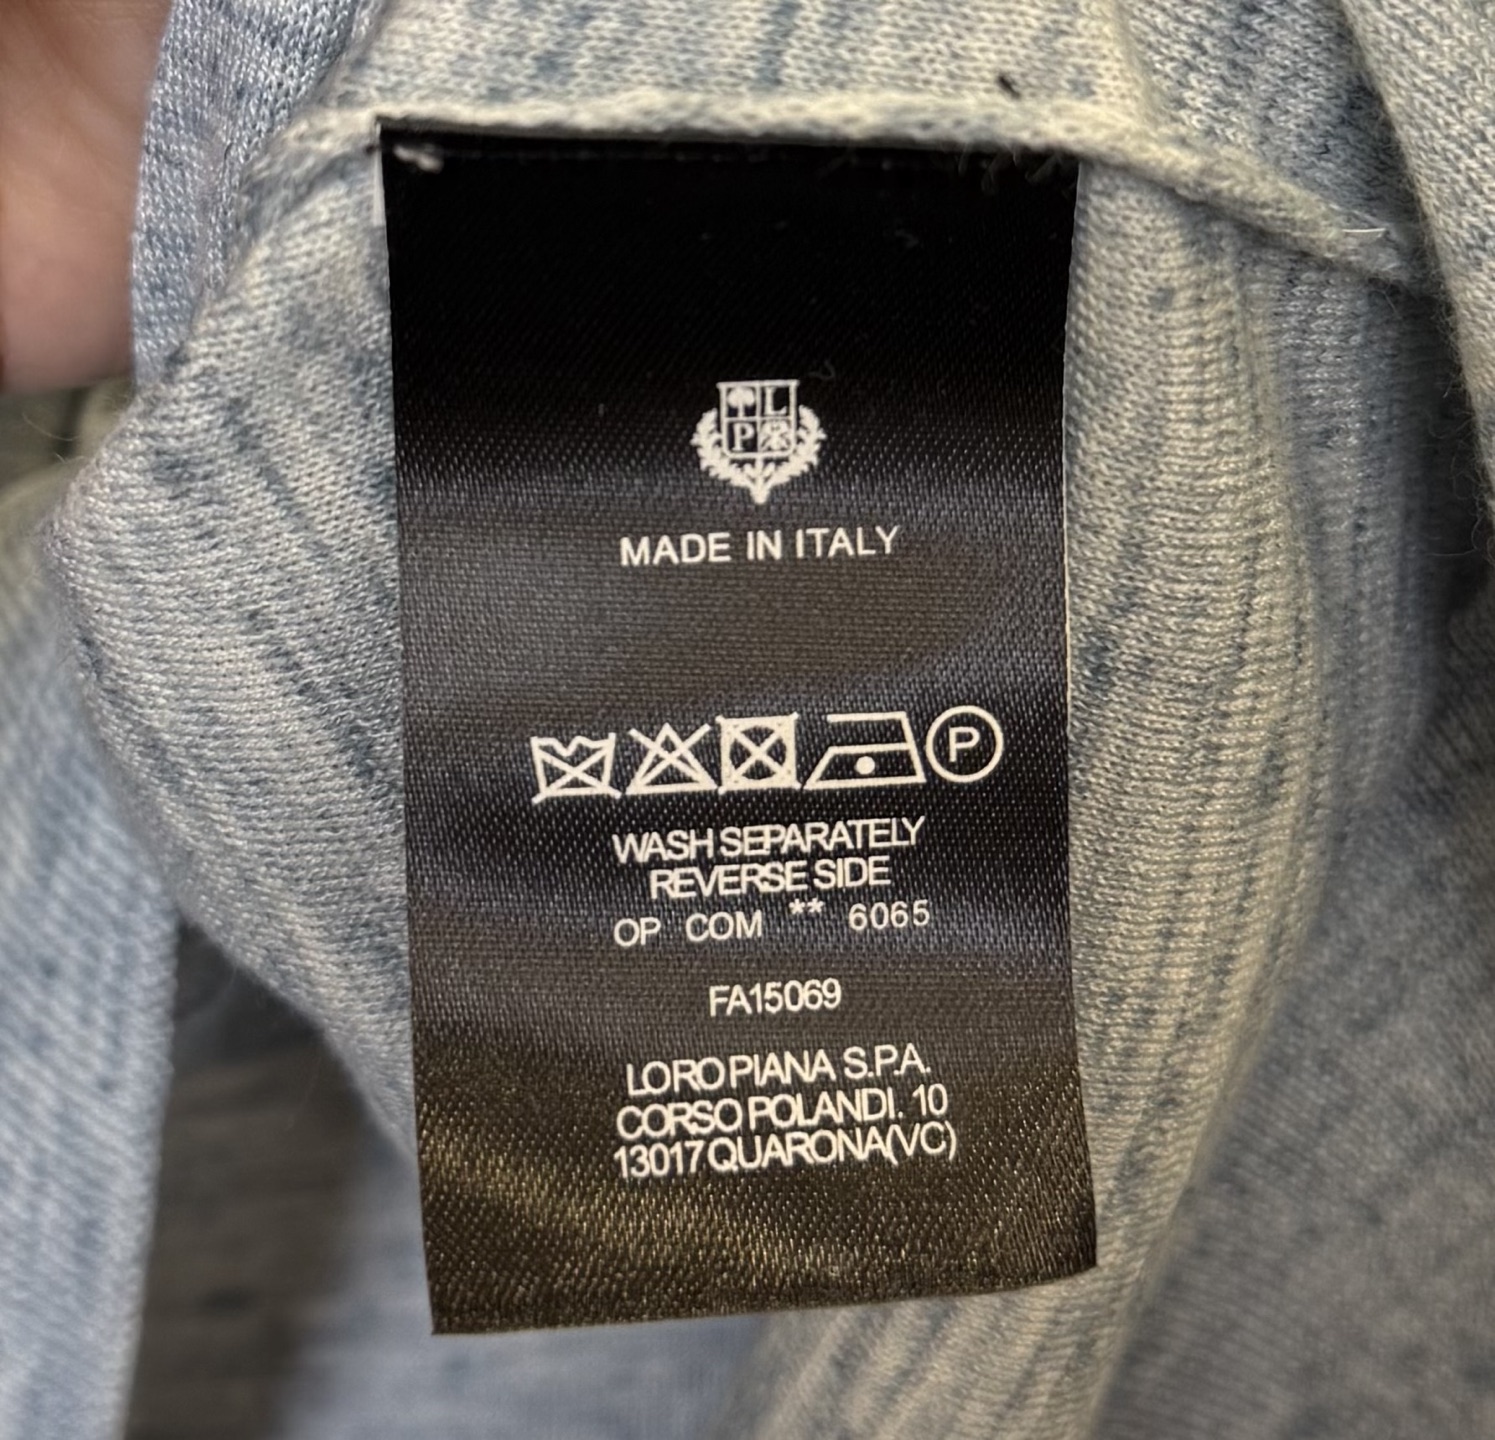 L
P
MADE IN ITALY
P
WASH SEPARATELY
REVERSE SIDE
OP COM ** 6065
FA15069
LORO PIANA S.P.A.
CORSO POLANDI. 10
13017 QUARONA(VC)